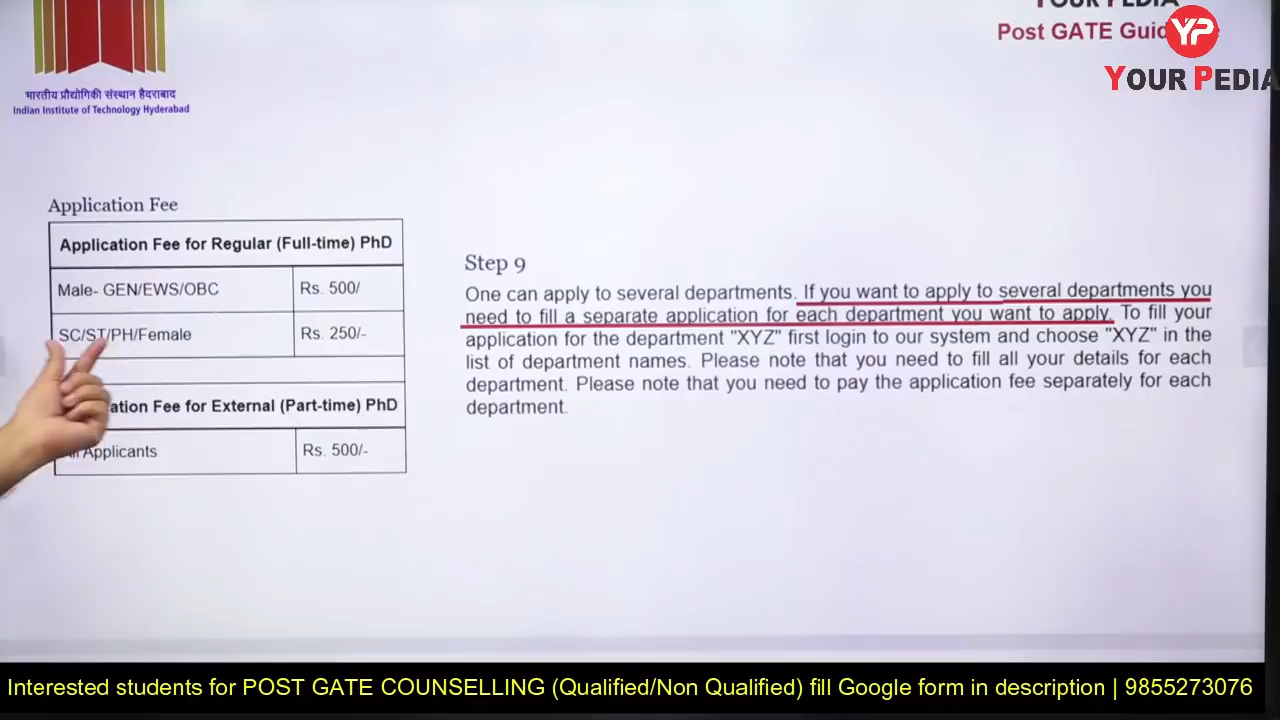 YOUR PEDIA
Post GATE
YP
YOUR PEDIA
भारतीय प्रौद्योगिकी संस्थान हैदराबाद
Indian Institute of Technology Hyderabad
Application Fee
Application Fee for Regular (Full-time) PhD
Male- GEN/EWS/OBC Rs. 500/
SC/ST/PH/Female Rs. 250/-
Fee for External (Part-time) PhD
Applicants Rs. 500/-
Step 9
One can apply to several departments. If you want to apply to several departments you
need to fill a separate application for each department you want to apply. To fill your
application for the department "XYZ" first login to our system and choose "XYZ" in the
list of department names. Please note that you need to fill all your details for each
department. Please note that you need to pay the application fee separately for each
department.
Interested students for POST GATE COUNSELLING (Qualified/Non Qualified) fill Google form in description | 9855273076